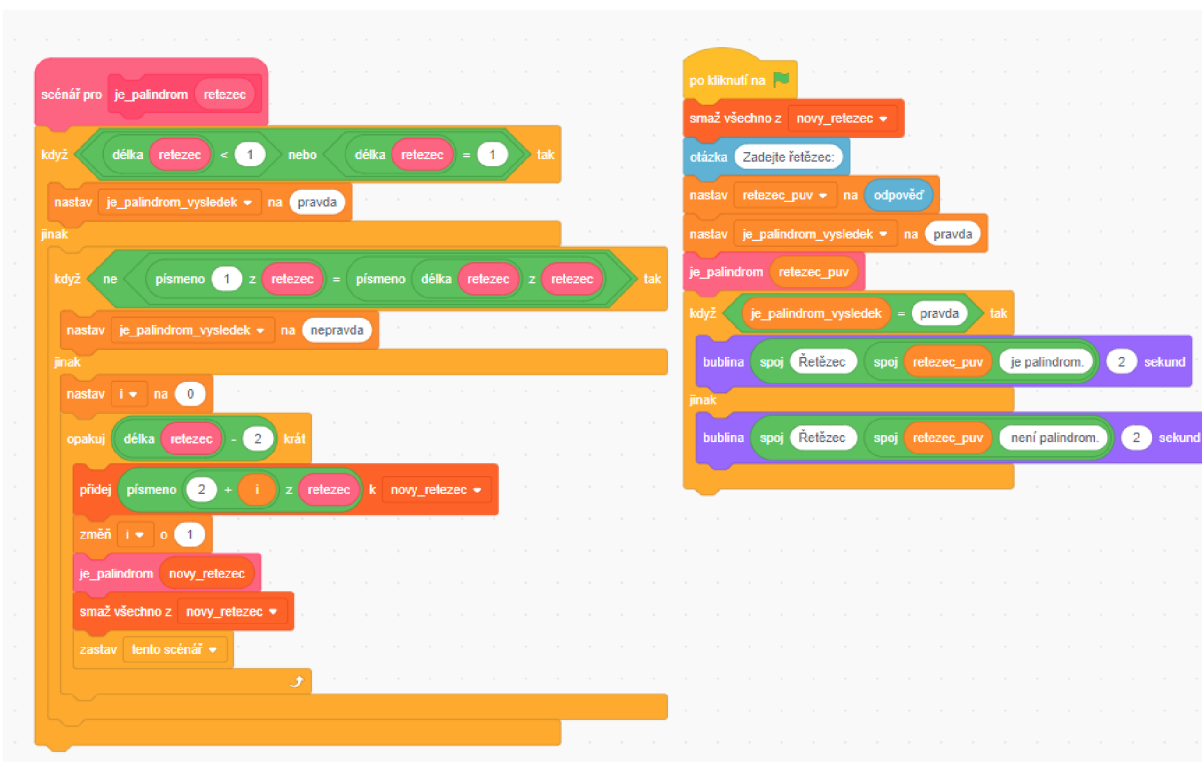 scénář pro je_palindrom retezec
když délka retezec < 1 nebo délka retezec = 1 tak
nastav je_palindrom_vysledek na pravda
jinak
když ne písmeno 1 z retezec = písmeno délka retezec z retezec tak
nastav je_palindrom_vysledek na nepravda
jinak
nastav i na 0
opakuj délka retezec - 2 krát
přidej písmeno 2 + i z retezec k novy_retezec
změň i o 1
je_palindrom novy_retezec
smaž všechno z novy_retezec
zastav tento scénář
po kliknutí na
smaž všechno z novy_retezec
otázka Zadejte řetězec:
nastav retezec_puv na odpověď
nastav je_palindrom_vysledek na pravda
je_palindrom retezec_puv
když je_palindrom_vysledek = pravda tak
bublina spoj Řetězec spoj retezec_puv je palindrom. 2 sekund
jinak
bublina spoj Řetězec spoj retezec_puv není palindrom. 2 sekund